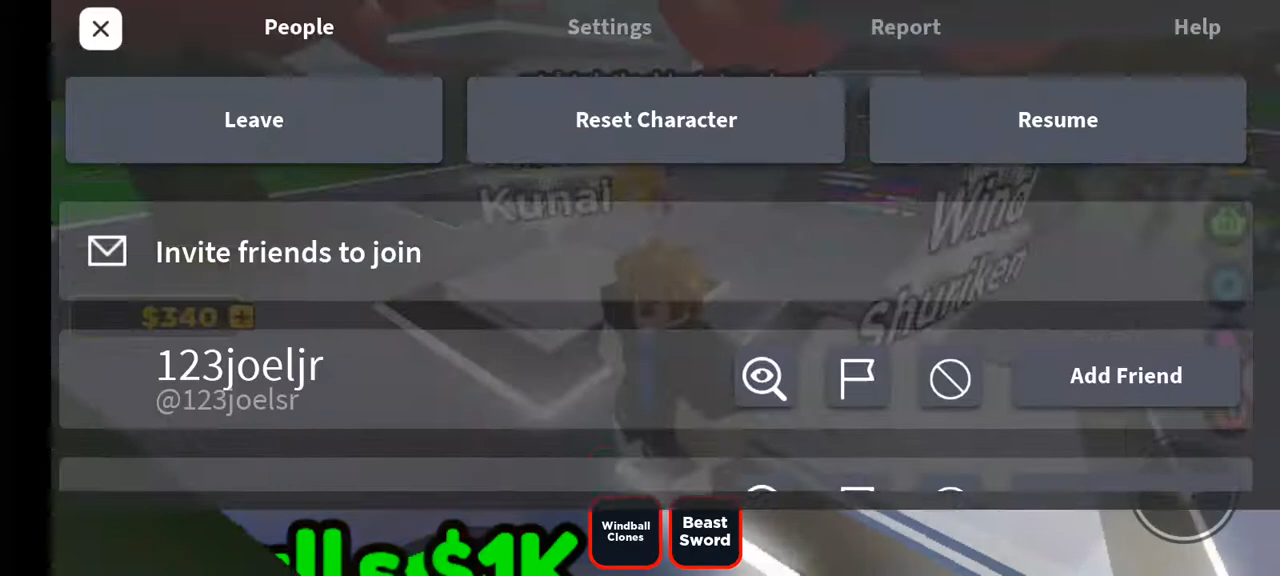 People
Settings
Report
Help
Leave
Reset Character
Resume
Kunai
Wind
Shuriken
Invite friends to join
$340
123joeljr
@123joelsr
Add Friend
Windball
Clones
Beast
Sword
$1K